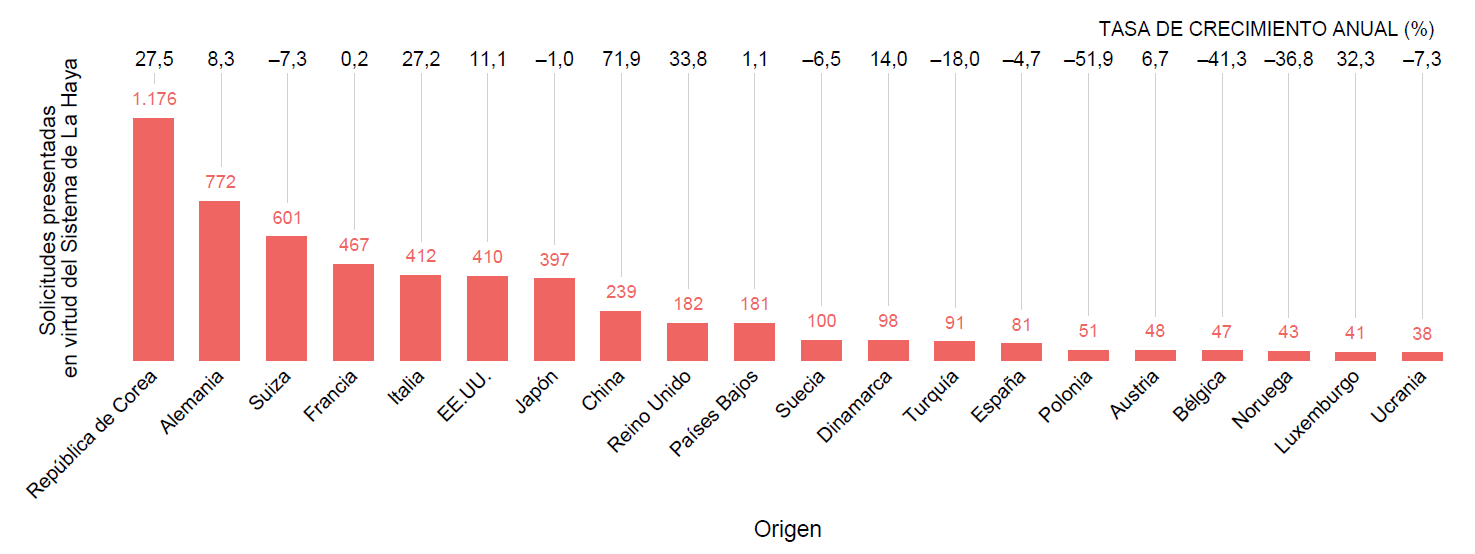 TASA DE CRECIMIENTO ANUAL (%)
27,5 8,3 –7,3 0,2 27,2 11,1 –1,0 71,9 33,8 1,1 –6,5 14,0 –18,0 –4,7 –51,9 6,7 –41,3 –36,8 32,3 –7,3
Solicitudes presentadas
en virtud del Sistema de La Haya
1.176 772 601 467 412 410 397 239 182 181 100 98 91 81 51 48 47 43 41 38
República de Corea
Alemania
Suiza
Francia
Italia
EE.UU.
Japón
China
Reino Unido
Países Bajos
Suecia
Dinamarca
Turquía
España
Polonia
Austria
Bélgica
Noruega
Luxemburgo
Ucrania
Origen